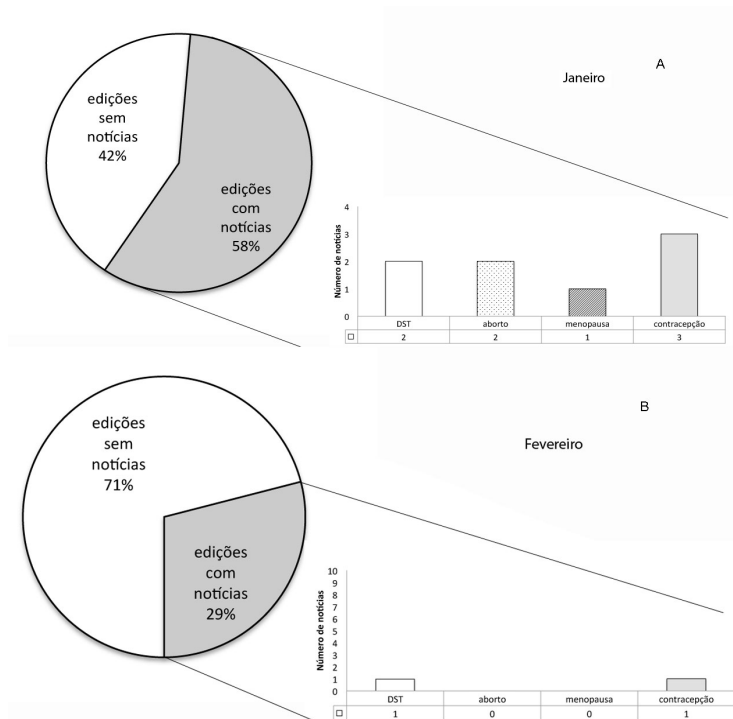 A
Janeiro
edições
sem
notícias
42%
edições
com
notícias
58%
Número de notícias
4
3
2
1
0
DST aborto menopausa contracepção
2 2 1 3
B
Fevereiro
edições
sem
notícias
71%
edições
com
notícias
29%
Número de notícias
10
9
8
7
6
5
4
3
2
1
0
DST aborto menopausa contracepção
1 0 0 1